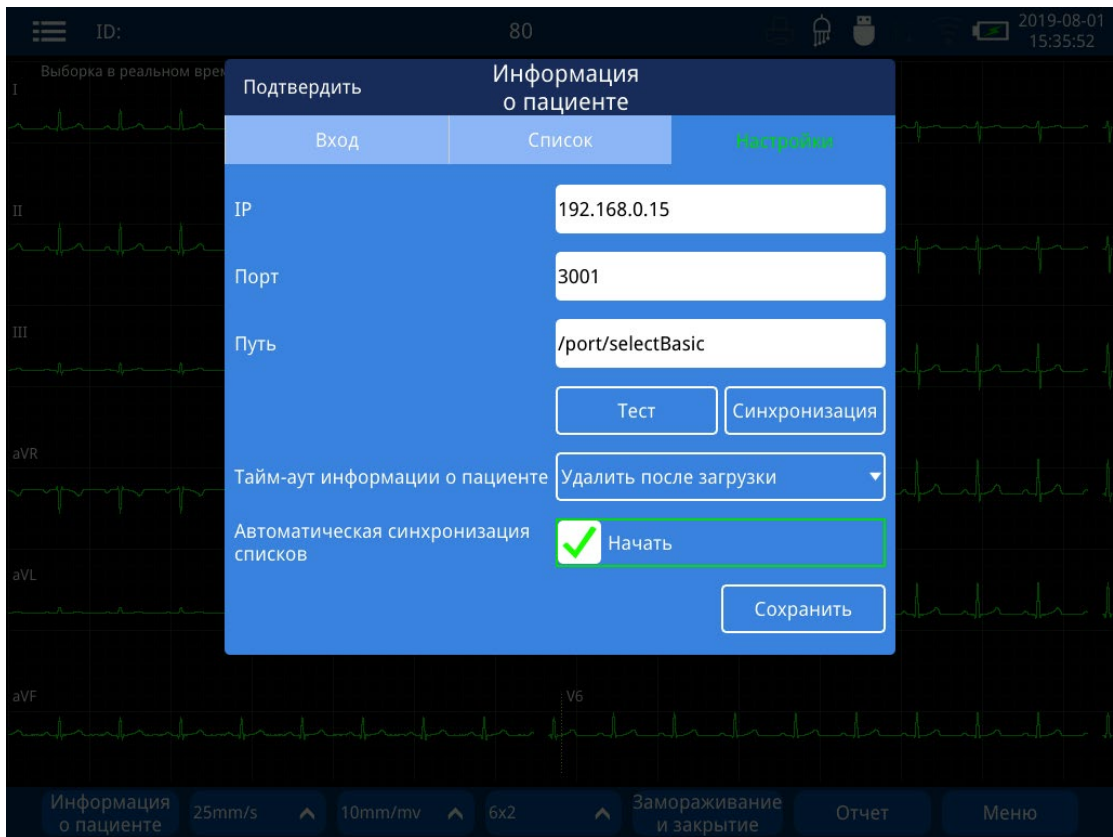 ID:
80
2019-08-01
15:35:52
Выборка в реальном врем
I
II
III
aVR
aVL
aVF
V6
Подтвердить
Информация
о пациенте
Вход
Список
Настройки
IP
192.168.0.15
Порт
3001
Путь
/port/selectBasic
Тест
Синхронизация
Тайм-аут информации о пациенте
Удалить после загрузки
Автоматическая синхронизация
списков
Начать
Сохранить
Информация
о пациенте
25mm/s
10mm/mv
6x2
Замораживание
и закрытие
Отчет
Меню